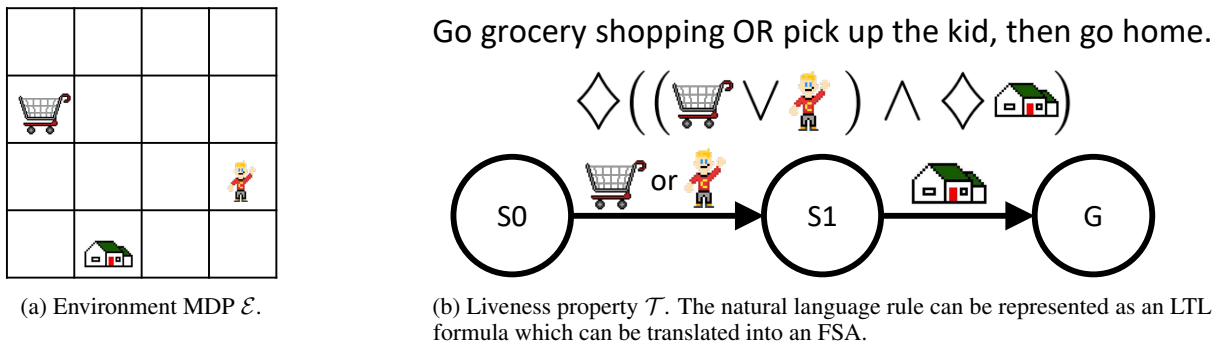 Go grocery shopping OR pick up the kid, then go home.
◇(( ∨ ) ∧ ◇ )
or
S0 S1 G
(a) Environment MDP ℰ.
(b) Liveness property 𝒯. The natural language rule can be represented as an LTL
formula which can be translated into an FSA.